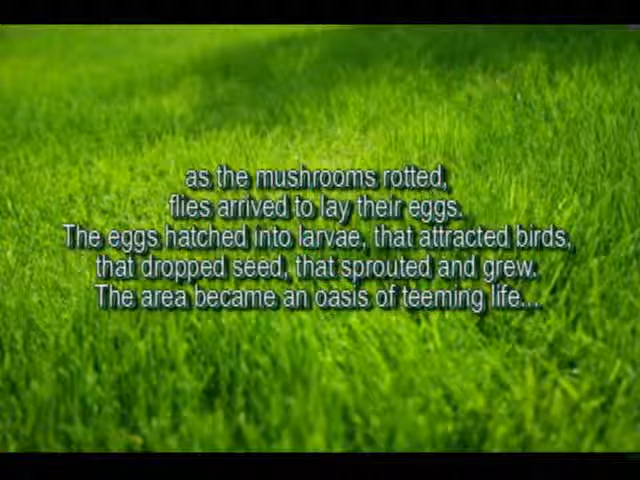 as the mushrooms rotted,
flies arrived to lay their eggs.
The eggs hatched into larvae, that attracted birds,
that dropped seed, that sprouted and grew.
The area became an oasis of teeming life...